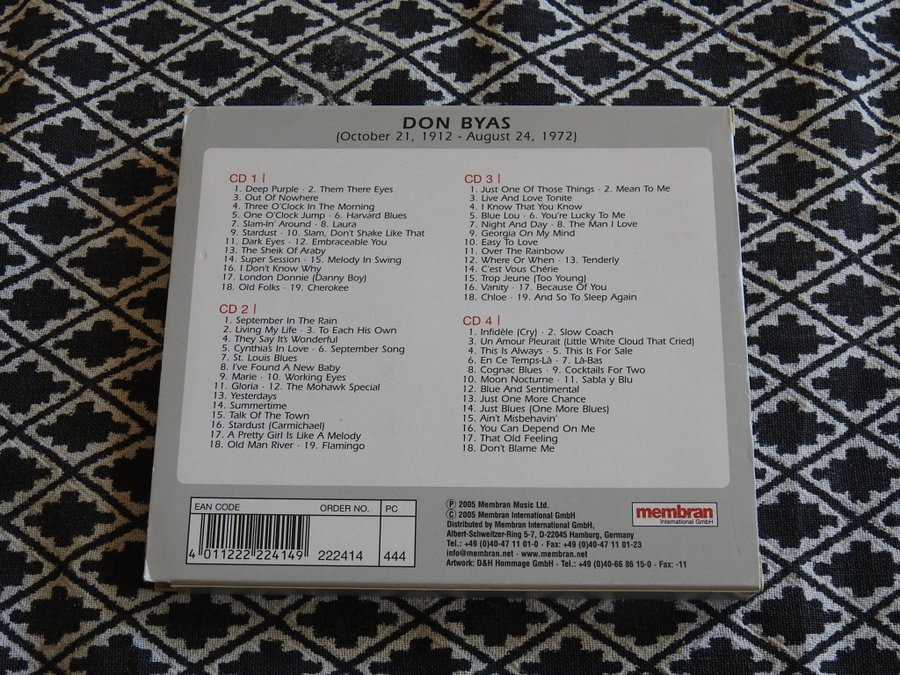 DON BYAS
(October 21, 1912 - August 24, 1972)
CD 1 |
1. Deep Purple · 2. Them There Eyes
3. Out Of Nowhere
4. Three O'Clock In The Morning
5. One O'Clock Jump · 6. Harvard Blues
7. Slam-In' Around · 8. Laura
9. Stardust · 10. Slam, Don't Shake Like That
11. Dark Eyes · 12. Embraceable You
13. The Sheik Of Araby
14. Super Session · 15. Melody In Swing
16. I Don't Know Why
17. London Donnie (Danny Boy)
18. Old Folks · 19. Cherokee
CD 2 |
1. September In The Rain
2. Living My Life · 3. To Each His Own
4. They Say It's Wonderful
5. Cynthia's In Love · 6. September Song
7. St. Louis Blues
8. I've Found A New Baby
9. Marie · 10. Working Eyes
11. Gloria · 12. The Mohawk Special
13. Yesterdays
14. Summertime
15. Talk Of The Town
16. Stardust (Carmichael)
17. A Pretty Girl Is Like A Melody
18. Old Man River · 19. Flamingo
CD 3 |
1. Just One Of Those Things · 2. Mean To Me
3. Live And Love Tonite
4. I Know That You Know
5. Blue Lou · 6. You're Lucky To Me
7. Night And Day · 8. The Man I Love
9. Georgia On My Mind
10. Easy To Love
11. Over The Rainbow
12. Where Or When · 13. Tenderly
14. C'est Vous Chérie
15. Trop Jeune (Too Young)
16. Vanity · 17. Because Of You
18. Chloe · 19. And So To Sleep Again
CD 4 |
1. Infidèle (Cry) · 2. Slow Coach
3. Un Amour Pleurait (Little White Cloud That Cried)
4. This Is Always · 5. This Is For Sale
6. En Ce Temps-Là · 7. Là-Bas
8. Cognac Blues · 9. Cocktails For Two
10. Moon Nocturne · 11. Sabla y Blu
12. Blue And Sentimental
13. Just One More Chance
14. Just Blues (One More Blues)
15. Ain't Misbehavin'
16. You Can Depend On Me
17. That Old Feeling
18. Don't Blame Me
EAN CODE ORDER NO. PC
4 011222 224149 222414 444
℗ 2005 Membran Music Ltd.
© 2005 Membran International GmbH
Distributed by Membran International GmbH,
Albert-Schweitzer-Ring 5-7, D-22045 Hamburg, Germany
Tel.: +49 (0)40-47 11 01-0 · Fax: +49 (0)40-47 11 01-23
info@membran.net · www.membran.net
Artwork: D&H Hommage GmbH · Tel.: +49 (0)40-66 86 15-0 · Fax: -11
membran
International GmbH